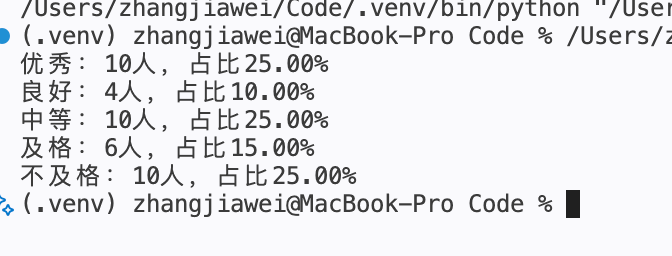 /Users/zhangjiawei/Code/.venv/bin/python "/User
(.venv) zhangjiawei@MacBook-Pro Code % /Users/z
优秀: 10人, 占比25.00%
良好: 4人, 占比10.00%
中等: 10人, 占比25.00%
及格: 6人, 占比15.00%
不及格: 10人, 占比25.00%
(.venv) zhangjiawei@MacBook-Pro Code %